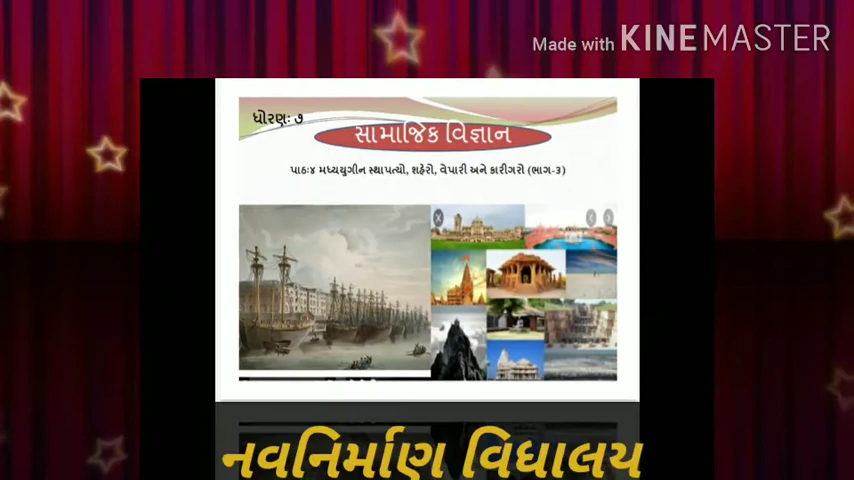 Made with KINEMASTER
ધોરણઃ ૭
સામાજિક વિજ્ઞાન
પાઠઃ૪ મધ્યયુગીન સ્થાપત્યો, શહેરો, વેપારી અને કારીગરો (ભાગ-૩)
નવનિર્માણ વિધાલય